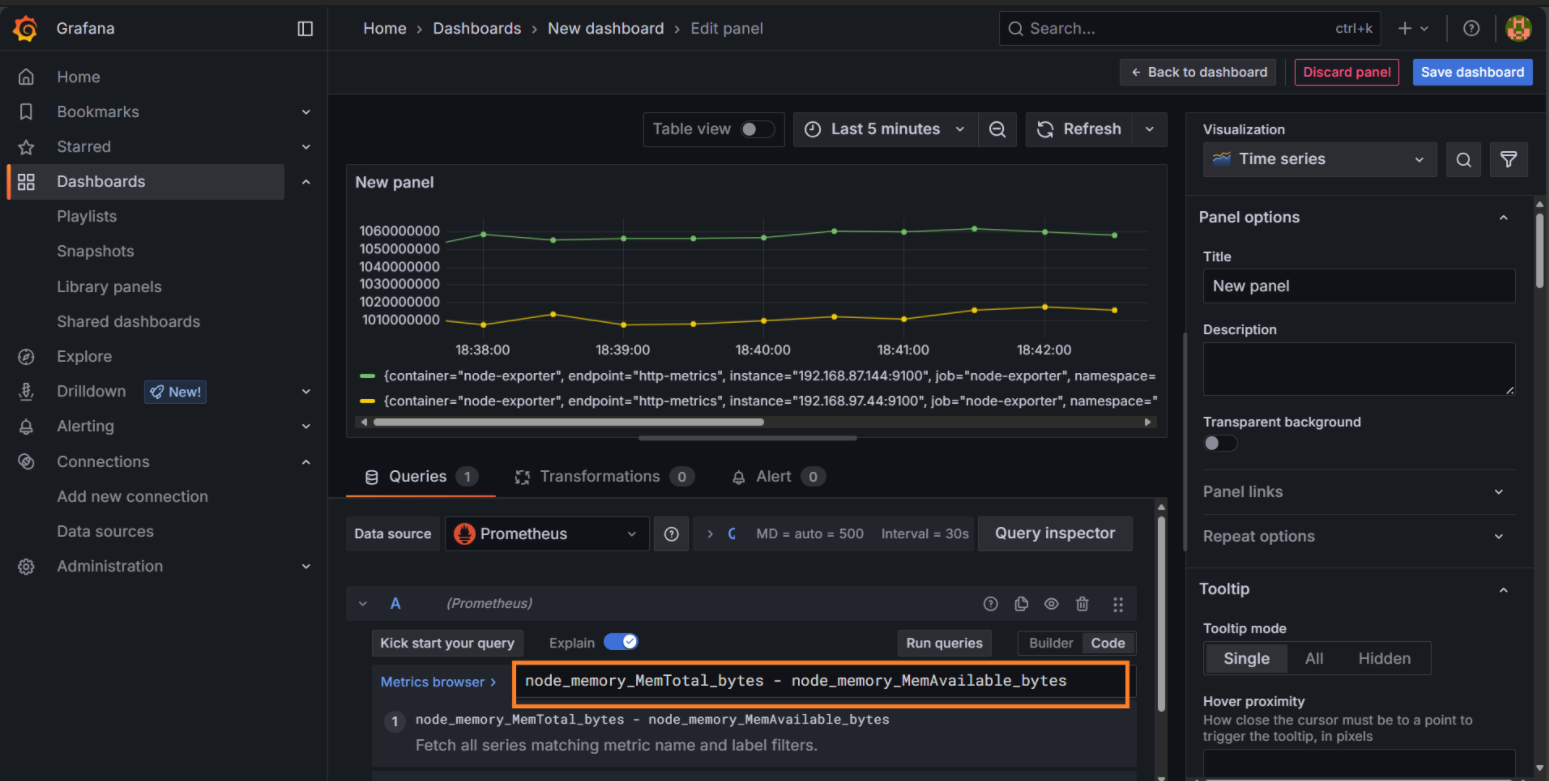 Grafana
Home › Dashboards › New dashboard › Edit panel
Search...
ctrl+k
Back to dashboard
Discard panel
Save dashboard
Home
Bookmarks
Starred
Dashboards
Playlists
Snapshots
Library panels
Shared dashboards
Explore
Drilldown
New!
Alerting
Connections
Add new connection
Data sources
Administration
Table view
Last 5 minutes
Refresh
New panel
1060000000
1050000000
1040000000
1030000000
1020000000
1010000000
18:38:00 18:39:00 18:40:00 18:41:00 18:42:00
{container="node-exporter", endpoint="http-metrics", instance="192.168.87.144:9100", job="node-exporter", namespace=
{container="node-exporter", endpoint="http-metrics", instance="192.168.97.44:9100", job="node-exporter", namespace="
Queries 1
Transformations 0
Alert 0
Data source
Prometheus
MD = auto = 500
Interval = 30s
Query inspector
A
(Prometheus)
Kick start your query
Explain
Run queries
Builder
Code
Metrics browser ›
node_memory_MemTotal_bytes - node_memory_MemAvailable_bytes
1 node_memory_MemTotal_bytes - node_memory_MemAvailable_bytes
Fetch all series matching metric name and label filters.
Visualization
Time series
Panel options
Title
New panel
Description
Transparent background
Panel links
Repeat options
Tooltip
Tooltip mode
Single
All
Hidden
Hover proximity
How close the cursor must be to a point to
trigger the tooltip, in pixels